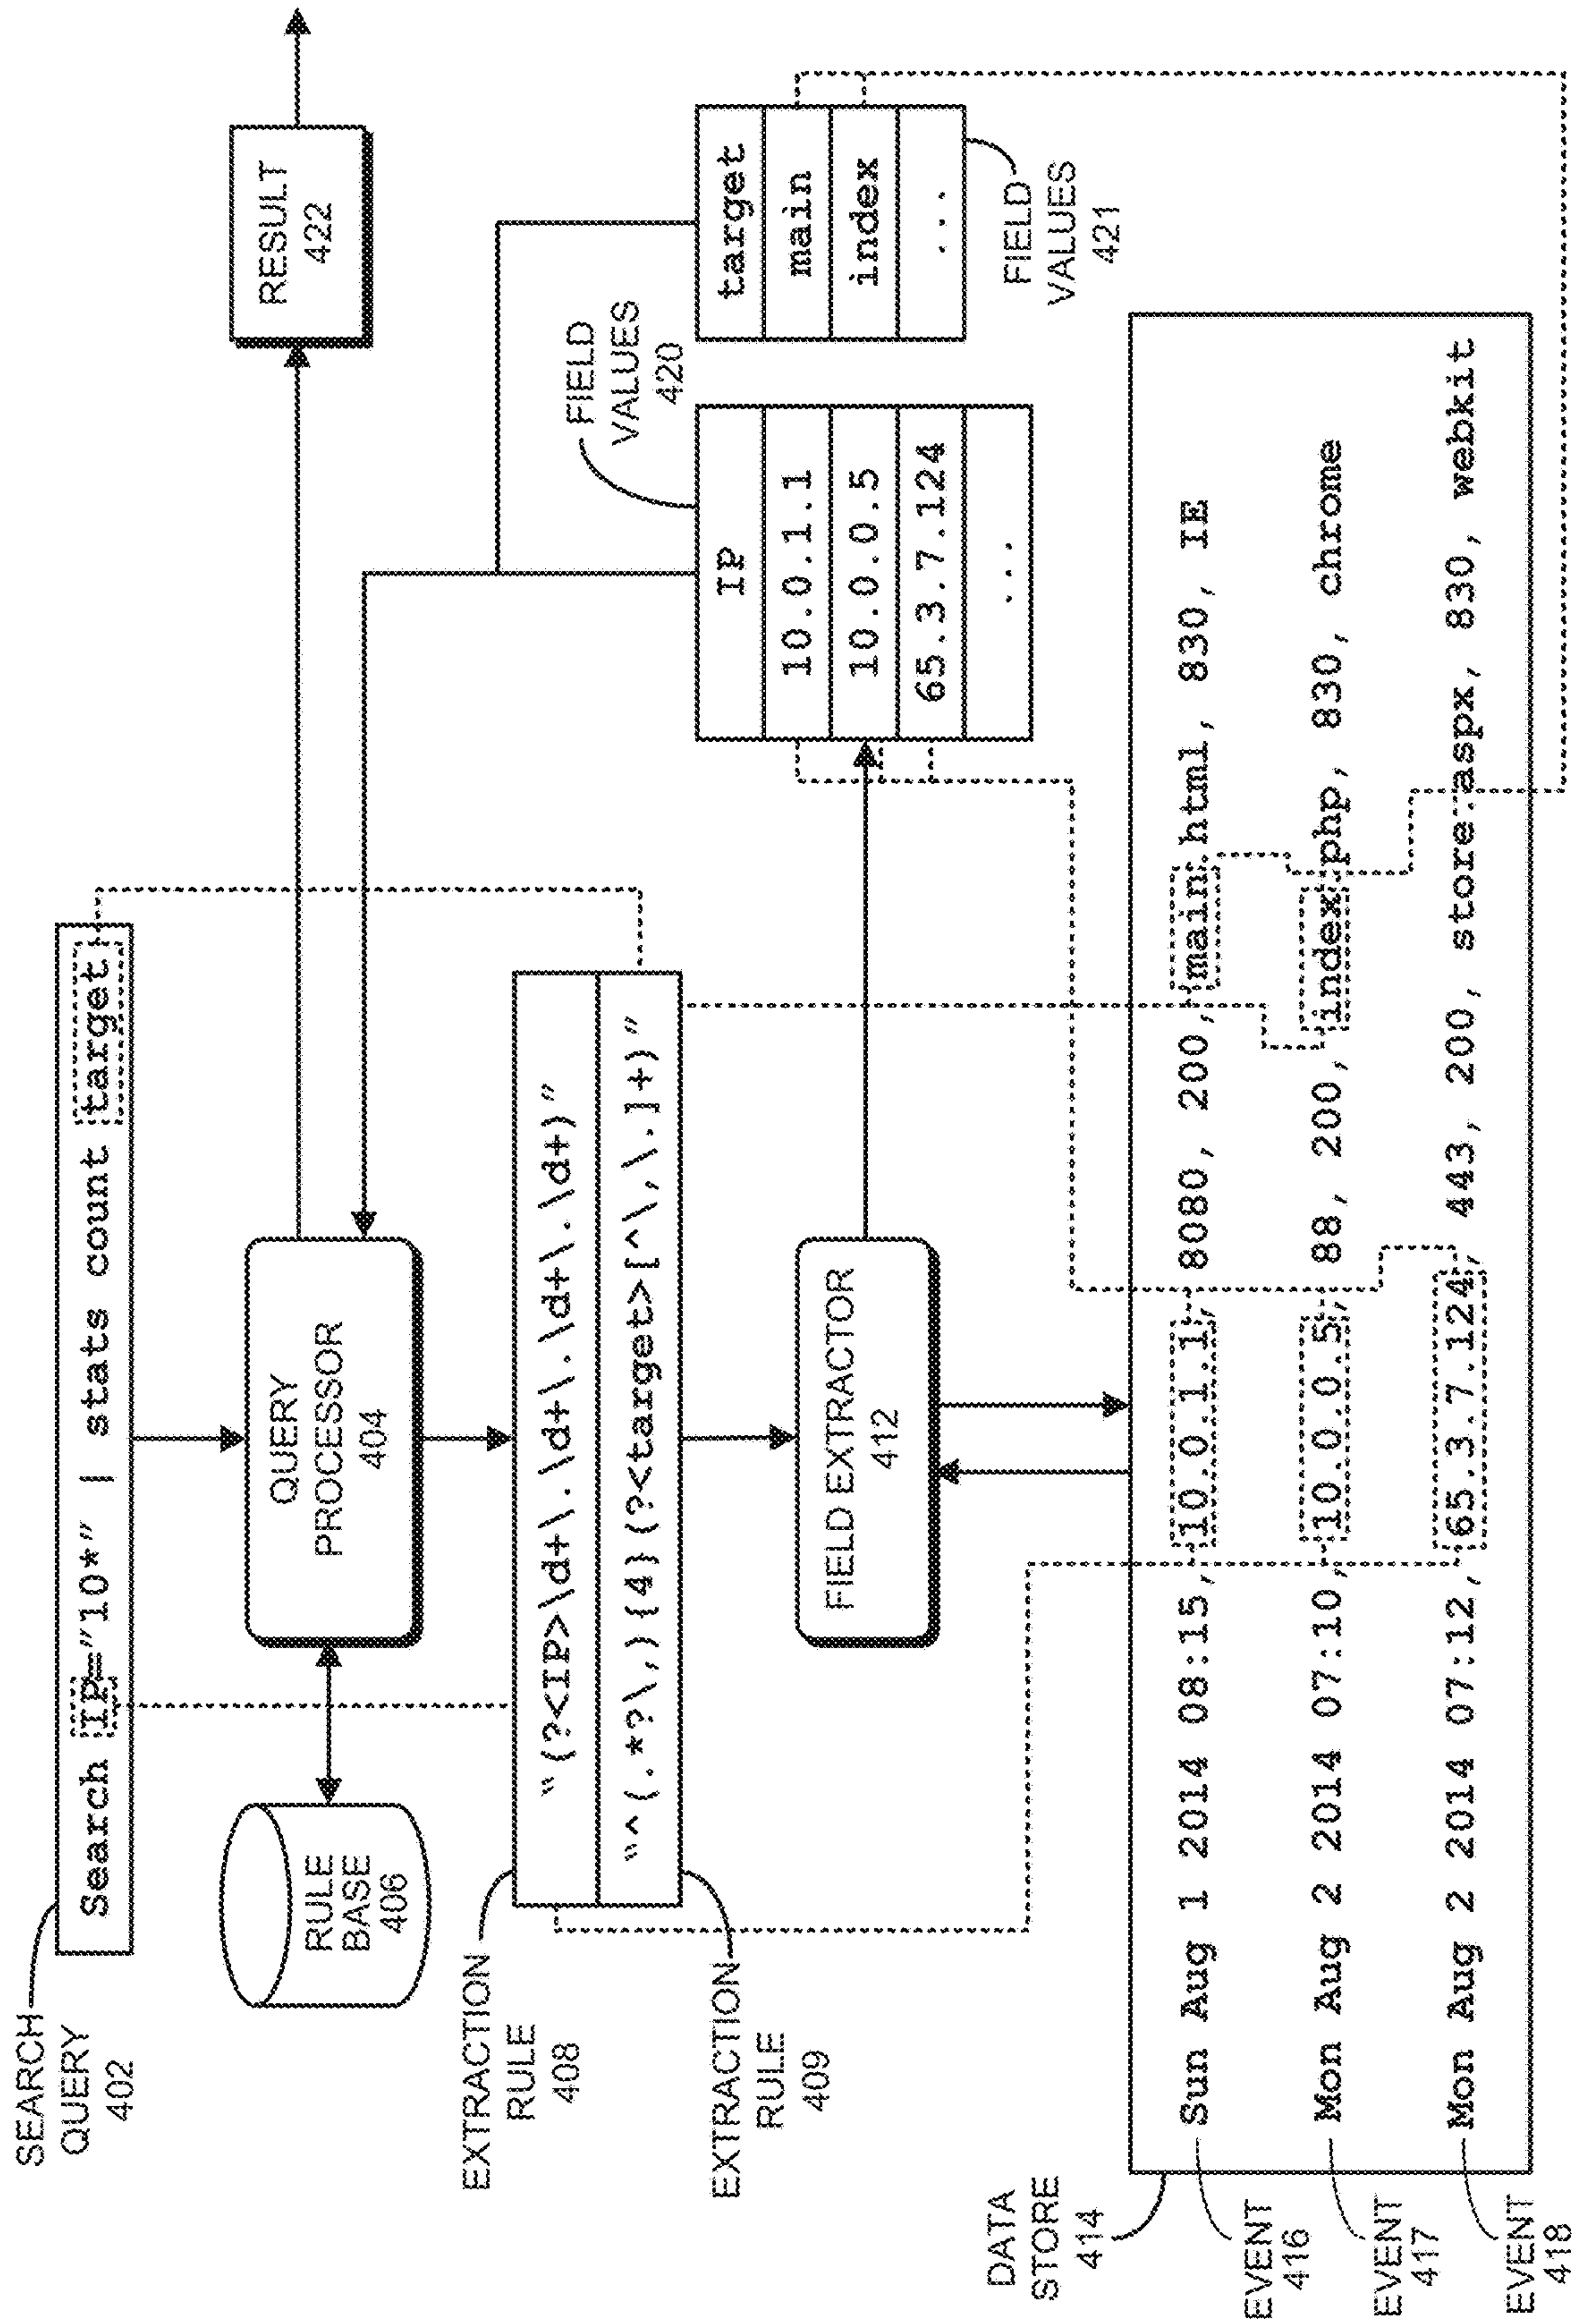 SEARCH
QUERY
402
Search IP="10*" | stats count target
RULE
BASE
406
QUERY
PROCESSOR
404
RESULT
422
EXTRACTION
RULE
408
"(?<IP>\d+\.\d+\.\d+\.\d+)"
"^(.*?\,){4}(?<target>[^\,\.]+)"
EXTRACTION
RULE
409
FIELD EXTRACTOR
412
FIELD
VALUES
420
IP
10.0.1.1
10.0.0.5
65.3.7.124
...
target
main
index
...
FIELD
VALUES
421
DATA
STORE
414
EVENT
416
Sun Aug 1 2014 08:15, 10.0.1.1, 8080, 200, main.html, 830, IE
EVENT
417
Mon Aug 2 2014 07:10, 10.0.0.5, 88, 200, index.php, 830, chrome
EVENT
418
Mon Aug 2 2014 07:12, 65.3.7.124, 443, 200, store.aspx, 830, webkit